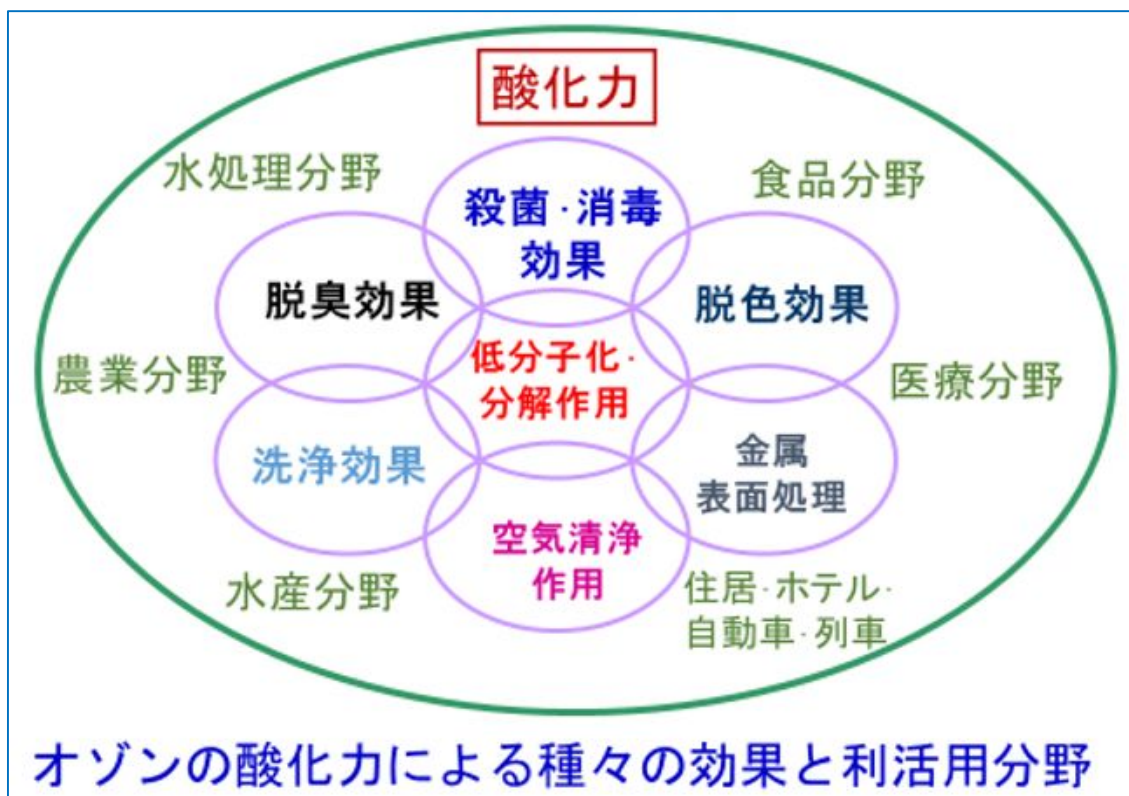 酸化力
水処理分野
食品分野
殺菌・消毒
効果
脱臭効果
脱色効果
低分子化・
分解作用
農業分野
医療分野
洗浄効果
金属
表面処理
空気清浄
作用
水産分野
住居・ホテル・
自動車・列車
オゾンの酸化力による種々の効果と利活用分野